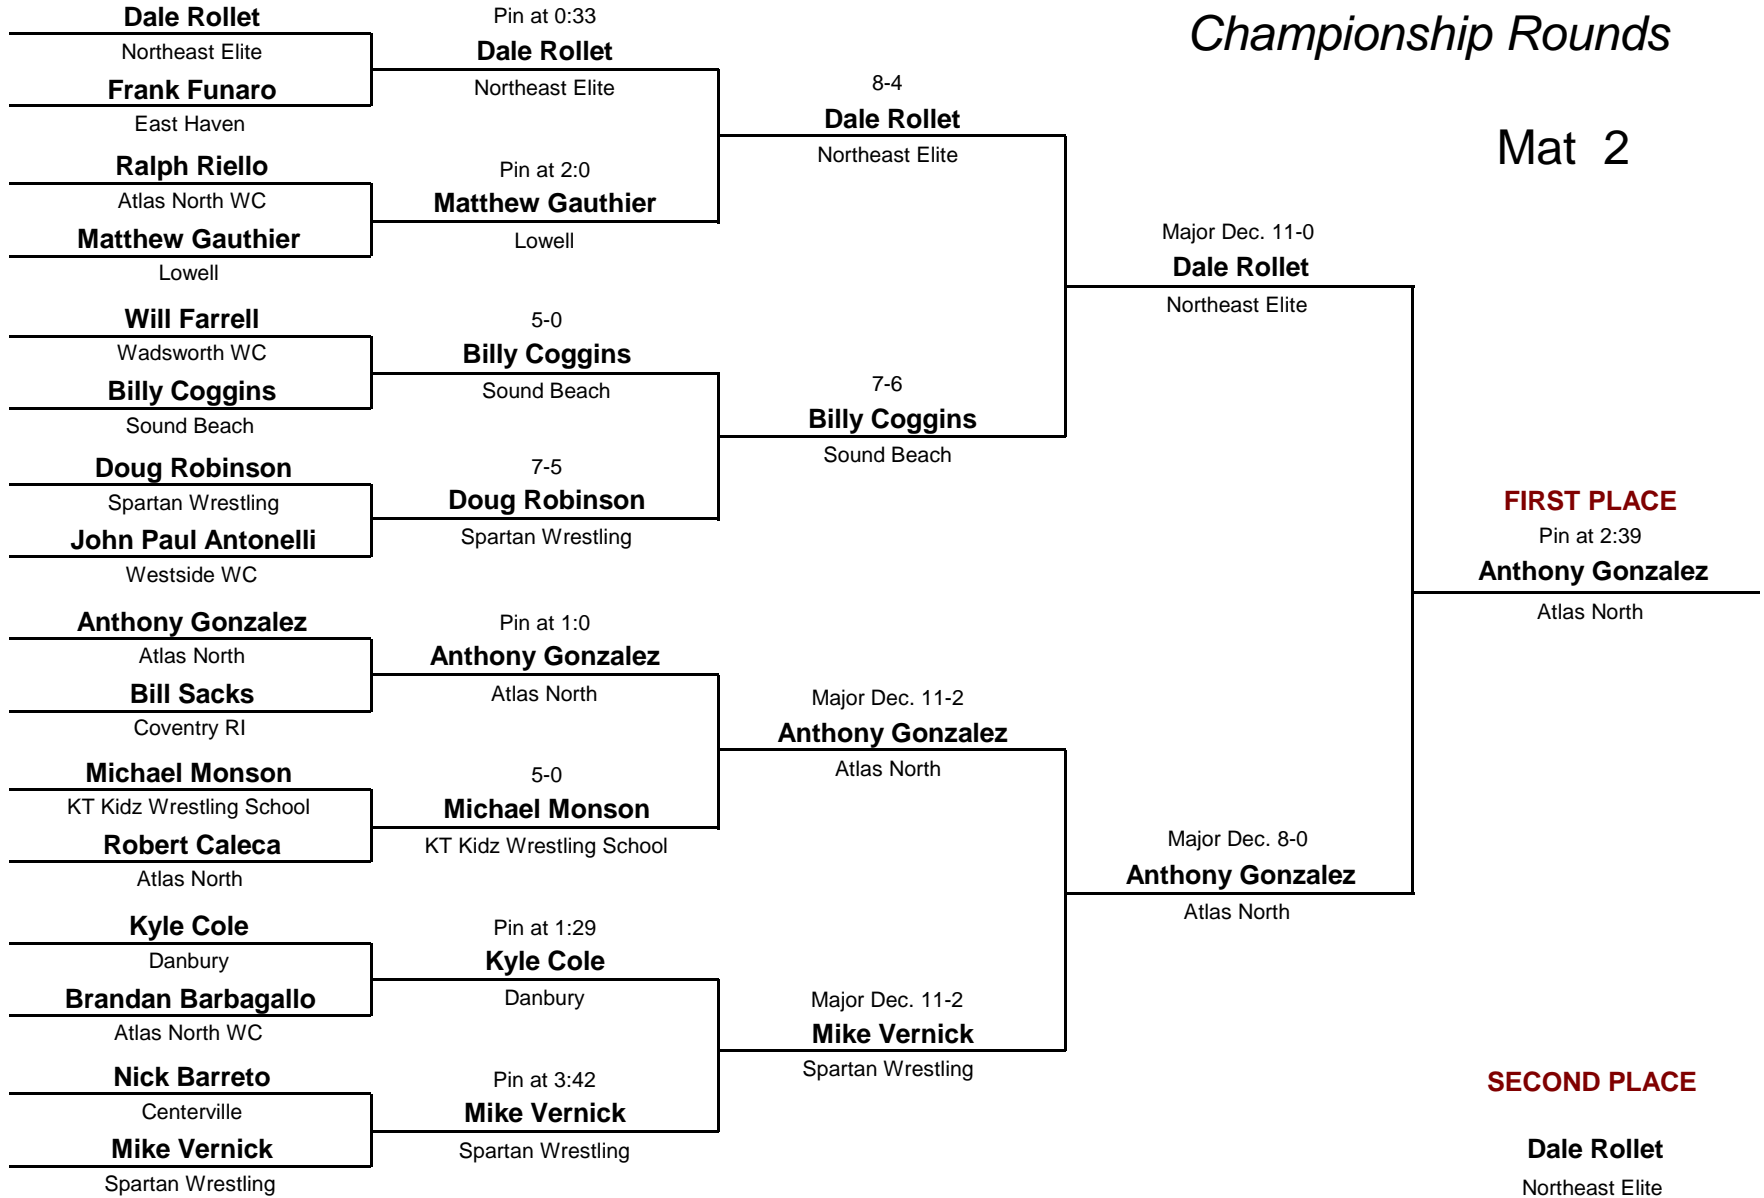 Championship Rounds
Mat 2
Dale Rollet
Northeast Elite
Frank Funaro
East Haven
Ralph Riello
Atlas North WC
Matthew Gauthier
Lowell
Will Farrell
Wadsworth WC
Billy Coggins
Sound Beach
Doug Robinson
Spartan Wrestling
John Paul Antonelli
Westside WC
Anthony Gonzalez
Atlas North
Bill Sacks
Coventry RI
Michael Monson
KT Kidz Wrestling School
Robert Caleca
Atlas North
Kyle Cole
Danbury
Brandan Barbagallo
Atlas North WC
Nick Barreto
Centerville
Mike Vernick
Spartan Wrestling
Pin at 0:33
Dale Rollet
Northeast Elite
Pin at 2:0
Matthew Gauthier
Lowell
5-0
Billy Coggins
Sound Beach
7-5
Doug Robinson
Spartan Wrestling
Pin at 1:0
Anthony Gonzalez
Atlas North
5-0
Michael Monson
KT Kidz Wrestling School
Pin at 1:29
Kyle Cole
Danbury
Pin at 3:42
Mike Vernick
Spartan Wrestling
8-4
Dale Rollet
Northeast Elite
7-6
Billy Coggins
Sound Beach
Major Dec. 11-2
Anthony Gonzalez
Atlas North
Major Dec. 11-2
Mike Vernick
Spartan Wrestling
Major Dec. 11-0
Dale Rollet
Northeast Elite
Major Dec. 8-0
Anthony Gonzalez
Atlas North
FIRST PLACE
Pin at 2:39
Anthony Gonzalez
Atlas North
SECOND PLACE
Dale Rollet
Northeast Elite